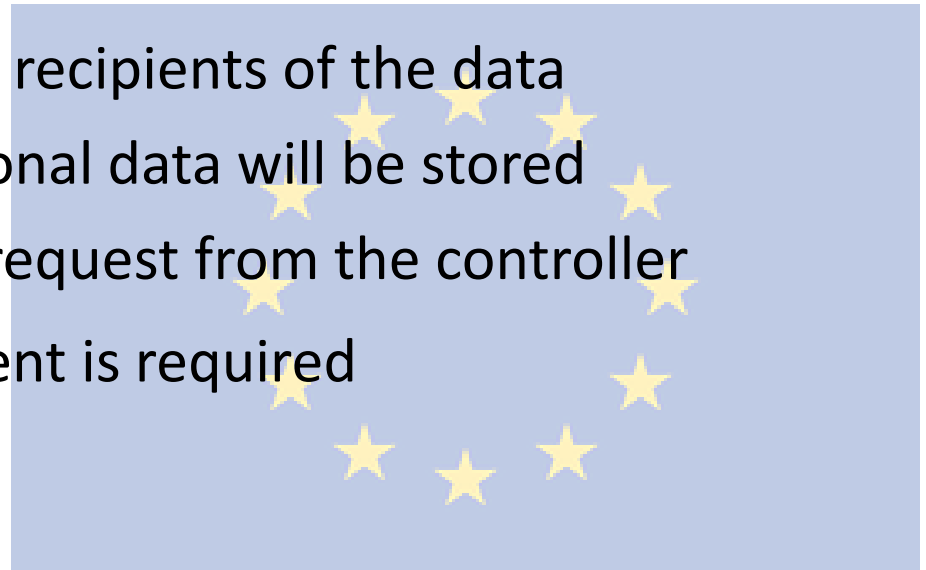 recipients of the data
onal data will be stored
request from the controller
ent is required